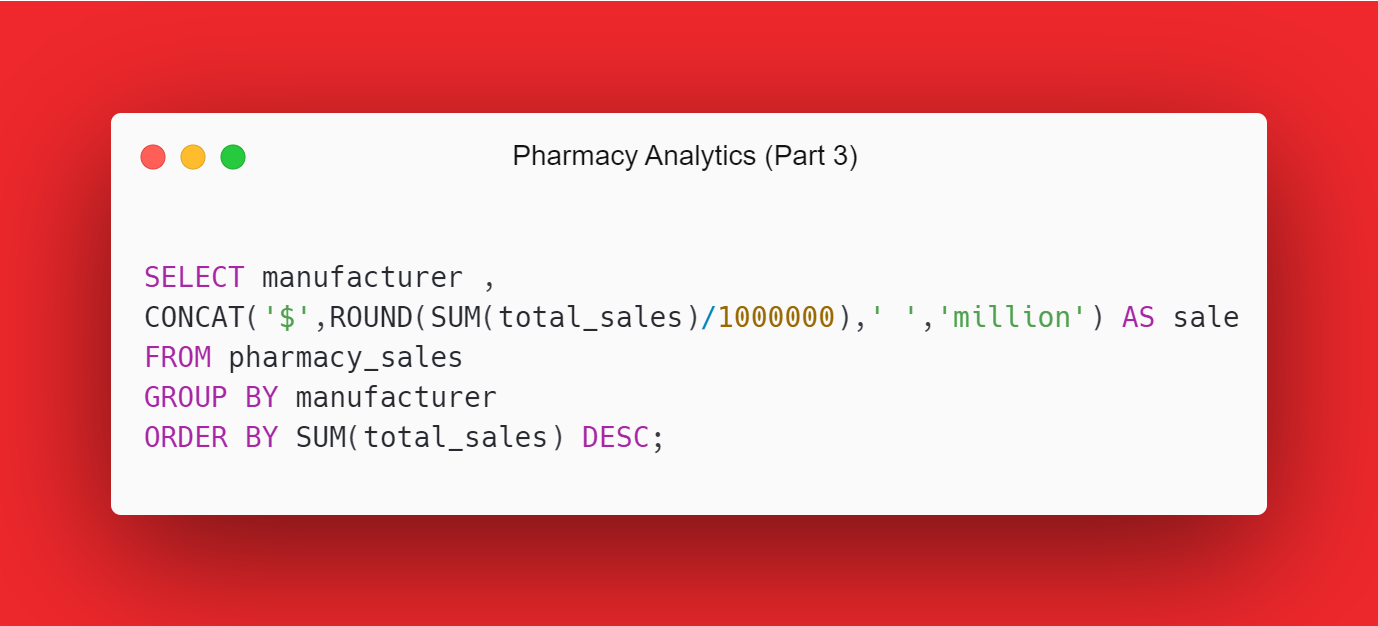 Pharmacy Analytics (Part 3)
SELECT manufacturer ,
CONCAT('$',ROUND(SUM(total_sales)/1000000),' ','million') AS sale
FROM pharmacy_sales
GROUP BY manufacturer
ORDER BY SUM(total_sales) DESC;